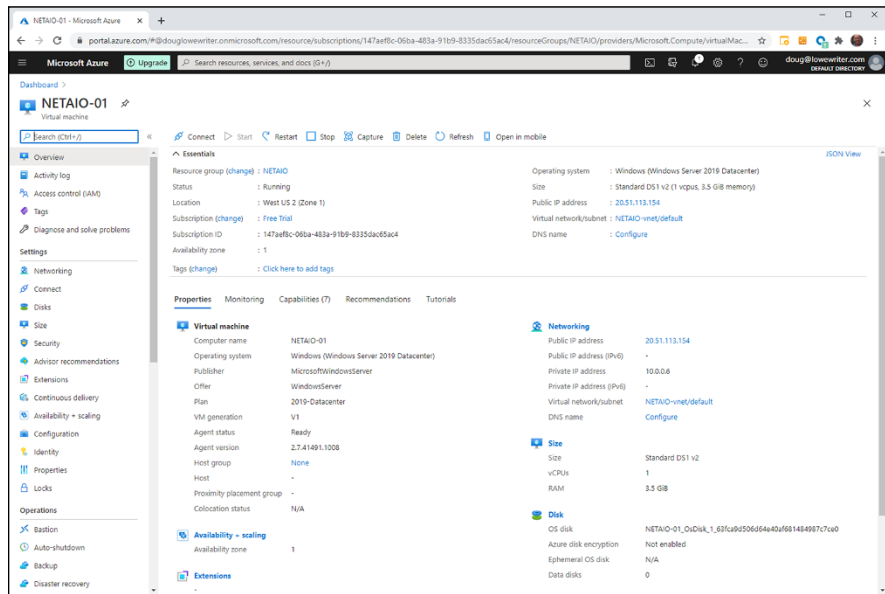 NETAIO-01 - Microsoft Azure
portal.azure.com/#@douglowewriter.onmicrosoft.com/resource/subscriptions/147aef8c-06ba-483a-91b9-8335dac65ac4/resourceGroups/NETAIO/providers/Microsoft.Compute/virtualMac...
Microsoft Azure
Upgrade
Search resources, services, and docs (G+/)
doug@lowewriter.com
DEFAULT DIRECTORY
Dashboard >
NETAIO-01
Virtual machine
Search (Ctrl+/)
«
Overview
Activity log
Access control (IAM)
Tags
Diagnose and solve problems
Settings
Networking
Connect
Disks
Size
Security
Advisor recommendations
Extensions
Continuous delivery
Availability + scaling
Configuration
Identity
Properties
Locks
Operations
Bastion
Auto-shutdown
Backup
Disaster recovery
Connect Start Restart Stop Capture Delete Refresh Open in mobile
Essentials JSON View
Resource group (change) : NETAIO
Status : Running
Location : West US 2 (Zone 1)
Subscription (change) : Free Trial
Subscription ID : 147aef8c-06ba-483a-91b9-8335dac65ac4
Availability zone : 1
Tags (change) : Click here to add tags
Operating system : Windows (Windows Server 2019 Datacenter)
Size : Standard DS1 v2 (1 vcpus, 3.5 GiB memory)
Public IP address : 20.51.113.154
Virtual network/subnet : NETAIO-vnet/default
DNS name : Configure
Properties Monitoring Capabilities (7) Recommendations Tutorials
Virtual machine
Computer name NETAIO-01
Operating system Windows (Windows Server 2019 Datacenter)
Publisher MicrosoftWindowsServer
Offer WindowsServer
Plan 2019-Datacenter
VM generation V1
Agent status Ready
Agent version 2.7.41491.1008
Host group None
Host -
Proximity placement group -
Colocation status N/A
Availability + scaling
Availability zone 1
Extensions
-
Networking
Public IP address 20.51.113.154
Public IP address (IPv6) -
Private IP address 10.0.0.6
Private IP address (IPv6) -
Virtual network/subnet NETAIO-vnet/default
DNS name Configure
Size
Size Standard DS1 v2
vCPUs 1
RAM 3.5 GiB
Disk
OS disk NETAIO-01_OsDisk_1_63fca9d506d64e40af681484987c7ce0
Azure disk encryption Not enabled
Ephemeral OS disk N/A
Data disks 0